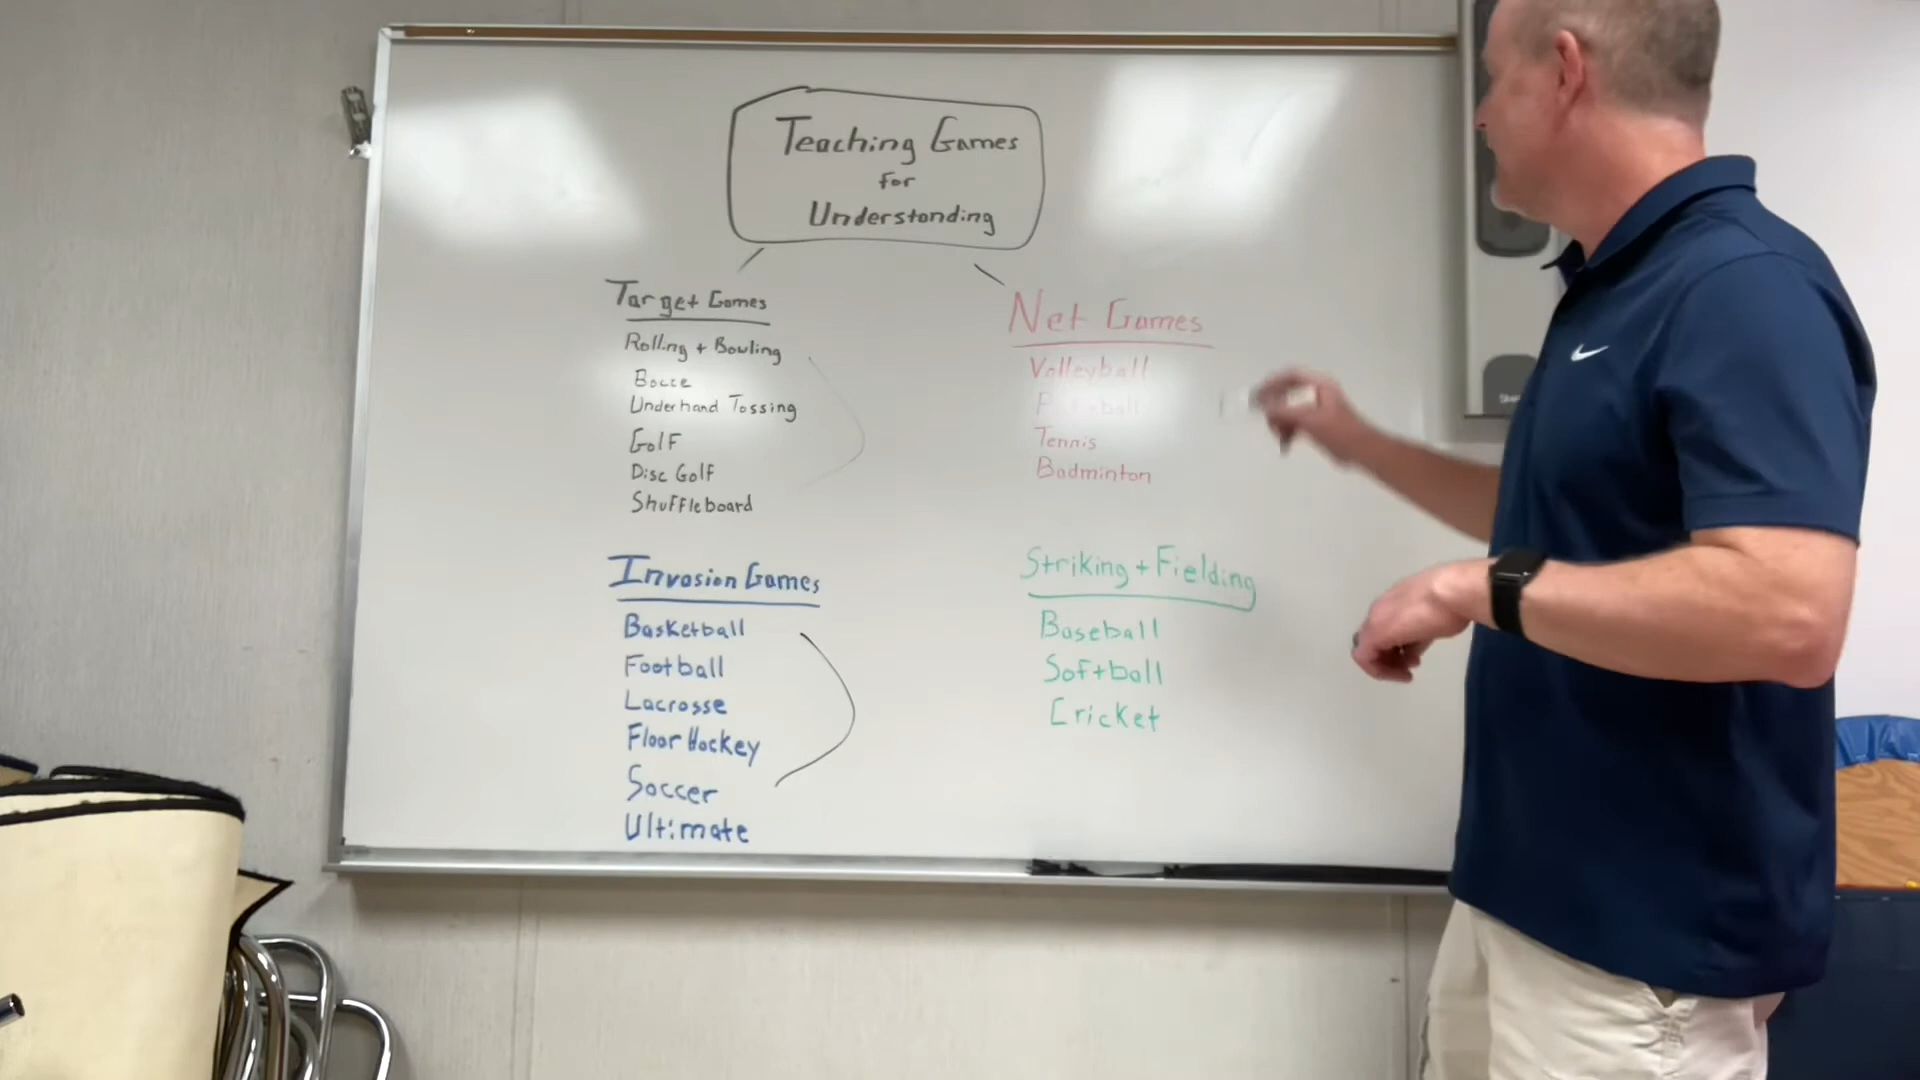 Teaching Games
for
Understanding
Target Games
Rolling + Bowling
Bocce
Underhand Tossing
Golf
Disc Golf
Shuffleboard
Net Games
Volleyball
Tennis
Badminton
Invasion Games
Basketball
Football
Lacrosse
Floor Hockey
Soccer
Ultimate
Striking + Fielding
Baseball
Softball
Cricket